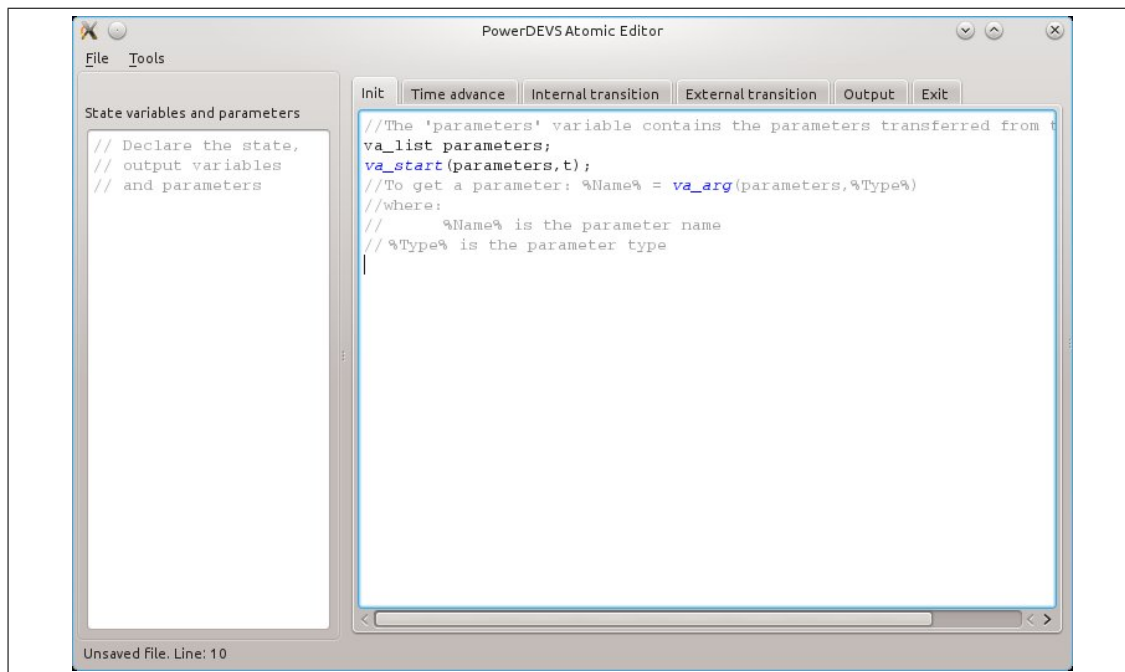 PowerDEVS Atomic Editor
File Tools
Init Time advance Internal transition External transition Output Exit
State variables and parameters
// Declare the state,
// output variables
// and parameters
//The 'parameters' variable contains the parameters transferred from t
va_list parameters;
va_start(parameters,t);
//To get a parameter: %Name% = va_arg(parameters,%Type%)
//where:
// %Name% is the parameter name
// %Type% is the parameter type
Unsaved file. Line: 10